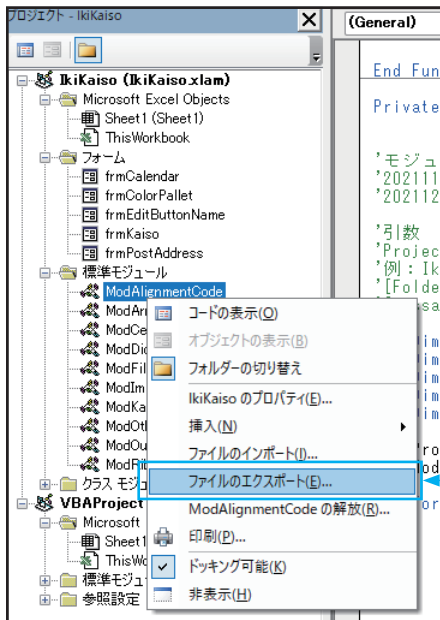 プロジェクト - IkiKaiso
(General)
IkiKaiso (IkiKaiso.xlam)
Microsoft Excel Objects
Sheet1 (Sheet1)
ThisWorkbook
フォーム
frmCalendar
frmColorPallet
frmEditButtonName
frmKaiso
frmPostAddress
標準モジュール
ModAlignmentCode
コードの表示(O)
オブジェクトの表示(B)
フォルダーの切り替え
IkiKaiso のプロパティ(E)...
挿入(N)
ファイルのインポート(I)...
ファイルのエクスポート(E)...
ModAlignmentCode の解放(R)...
印刷(P)...
ドッキング可能(K)
非表示(H)
クラス モジュ
VBAProject
Microsoft
Sheet1
ThisWo
標準モジュ
参照設定
End Fun
Private
'モジュ
'202111
'202112
'引数
'Projec
'例：Ik
'[Folde